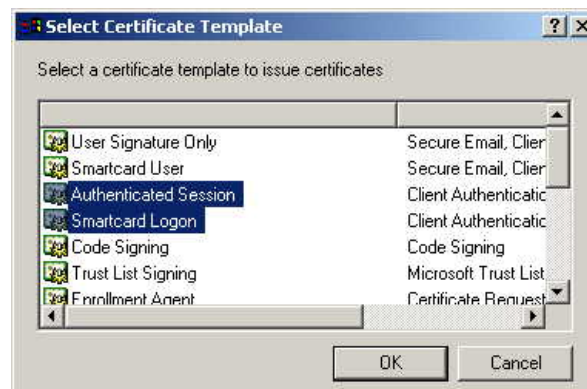 Select Certificate Template
Select a certificate template to issue certificates
User Signature Only Secure Email, Clier
Smartcard User Secure Email, Clier
Authenticated Session Client Authenticatic
Smartcard Logon Client Authenticatic
Code Signing Code Signing
Trust List Signing Microsoft Trust List
Enrollment Agent Certificate Request
OK Cancel